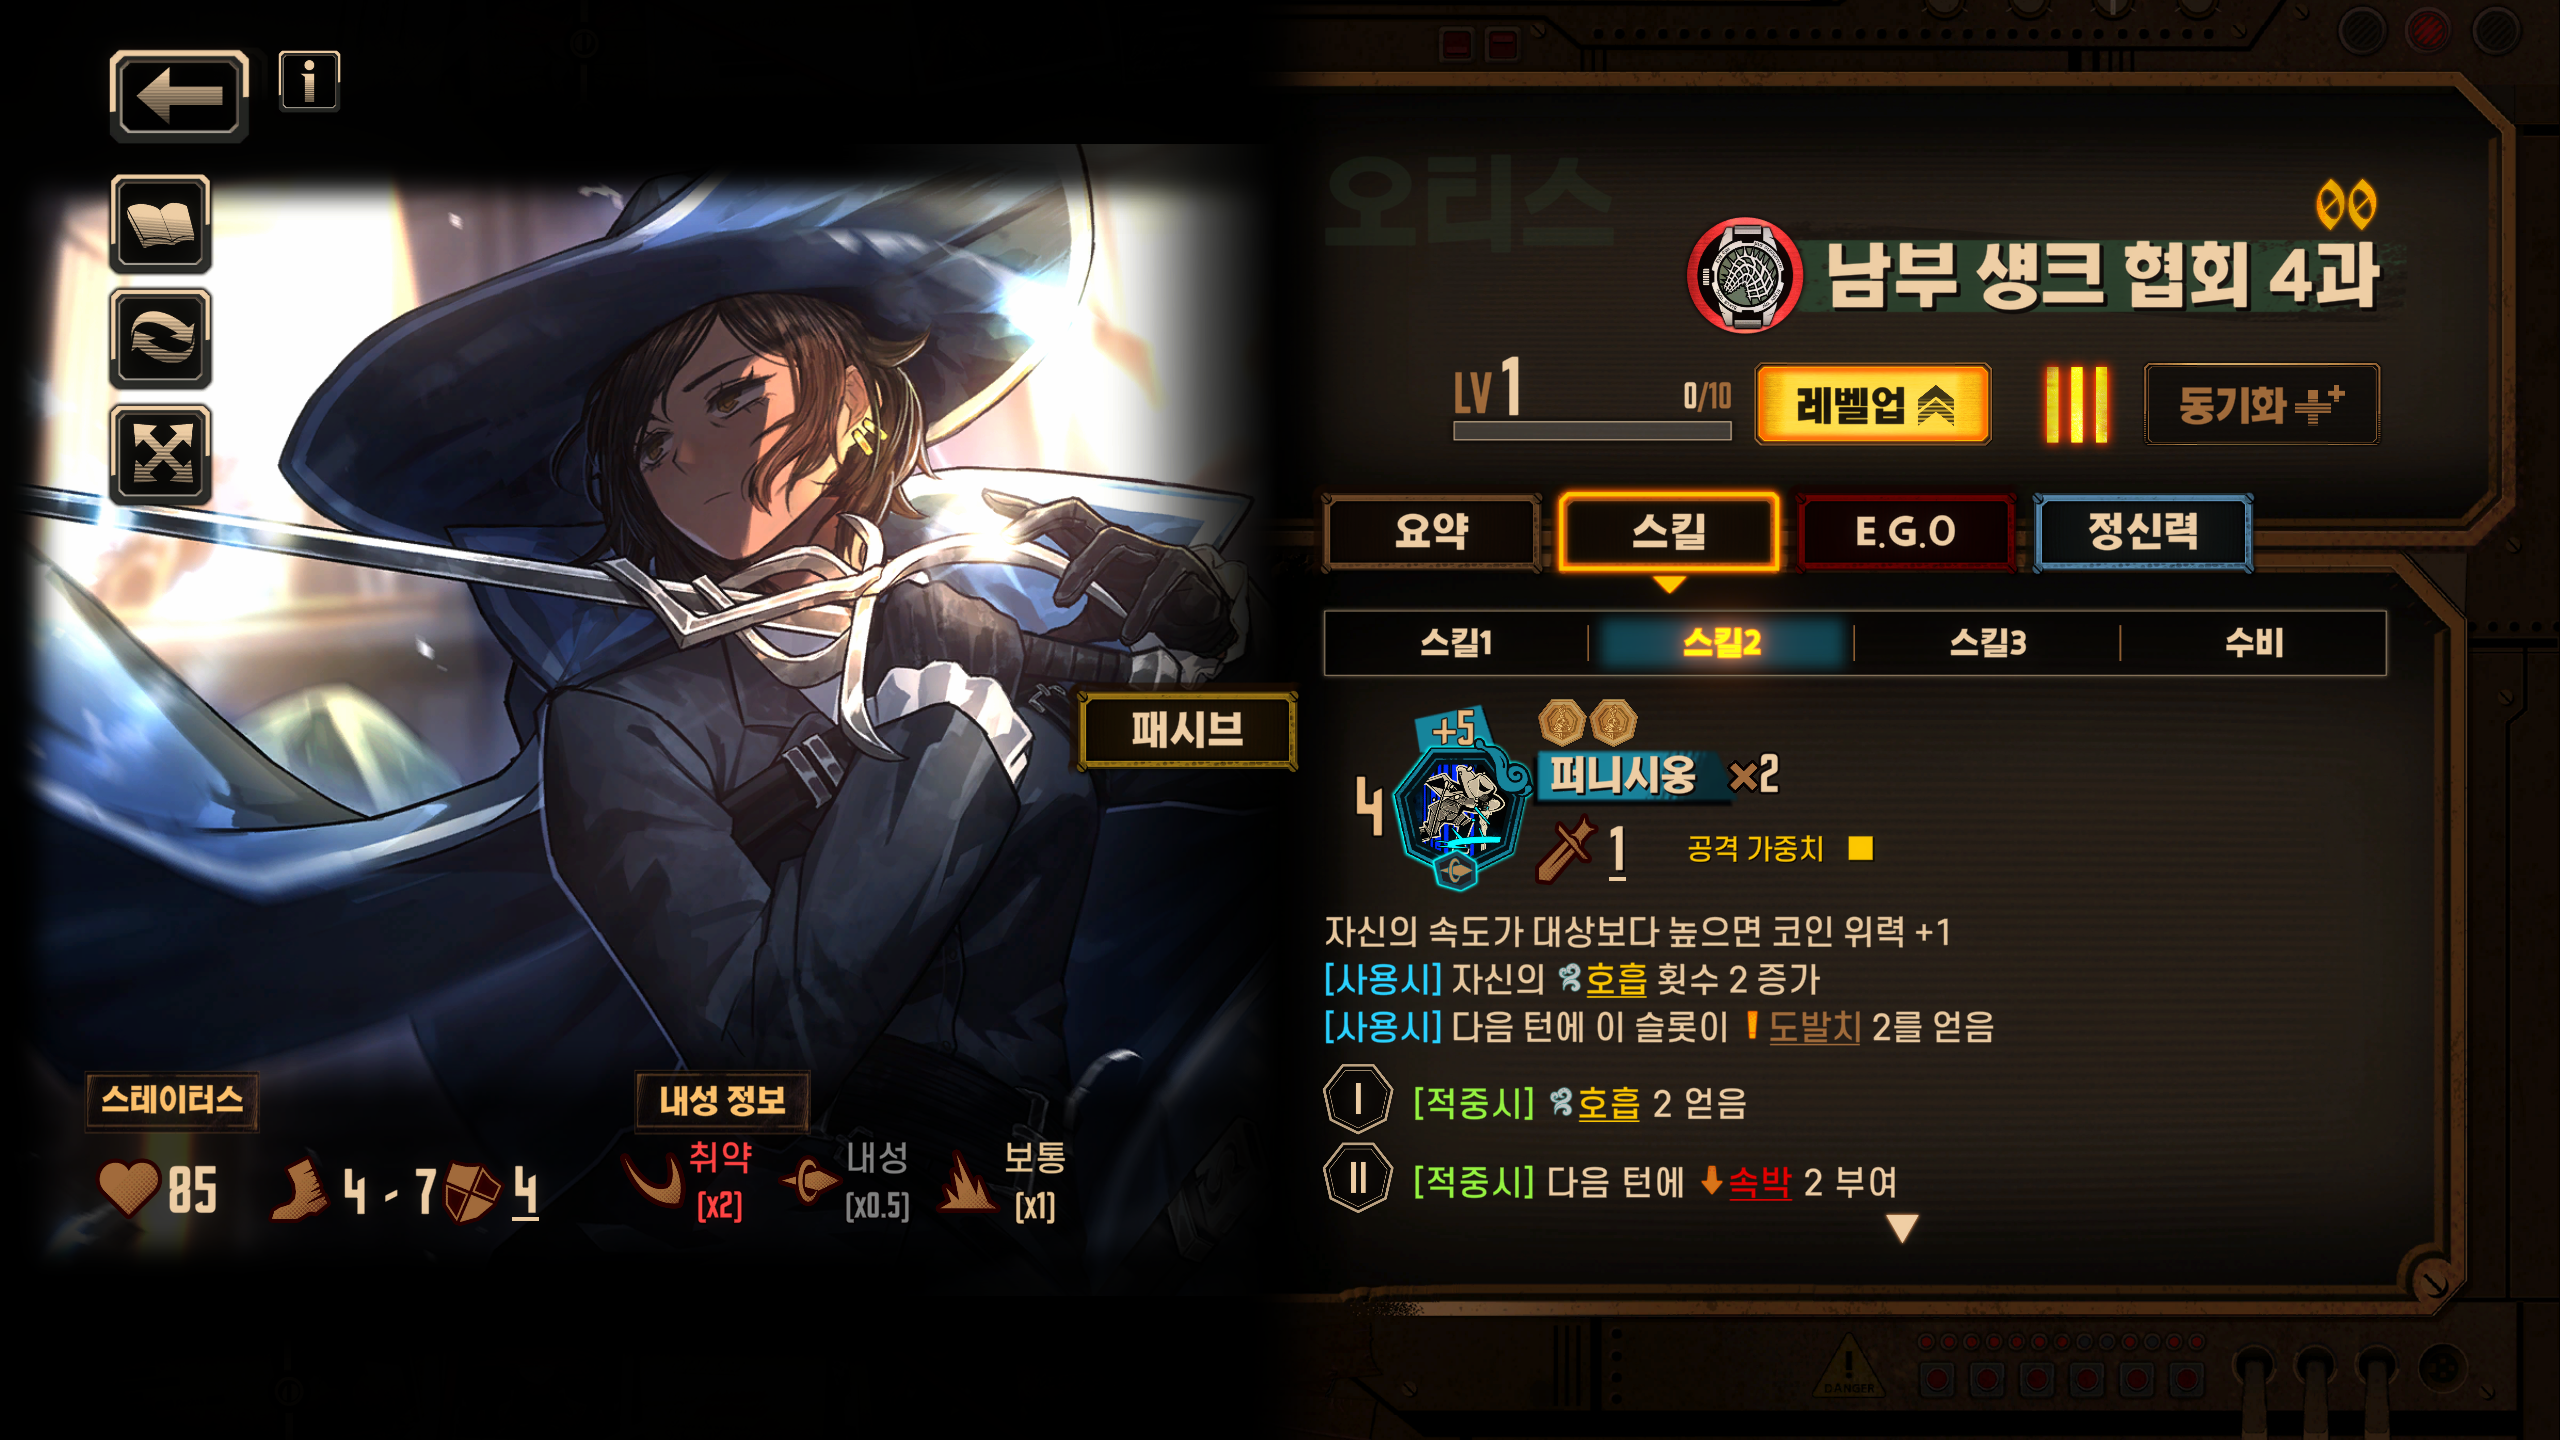 오티스
남부 섕크 협회 4과
LV 1
0/10
레벨업
동기화
요약
스킬
E.G.O
정신력
스킬1
스킬2
스킬3
수비
패시브
+5
4
퍼니시옹 ×2
1
공격 가중치
자신의 속도가 대상보다 높으면 코인 위력 +1
[사용시] 자신의 호흡 횟수 2 증가
[사용시] 다음 턴에 이 슬롯이 도발치 2를 얻음
I [적중시] 호흡 2 얻음
II [적중시] 다음 턴에 속박 2 부여
스테이터스
85
4 - 7
4
내성 정보
취약
[x2]
내성
[x0.5]
보통
[x1]
DANGER